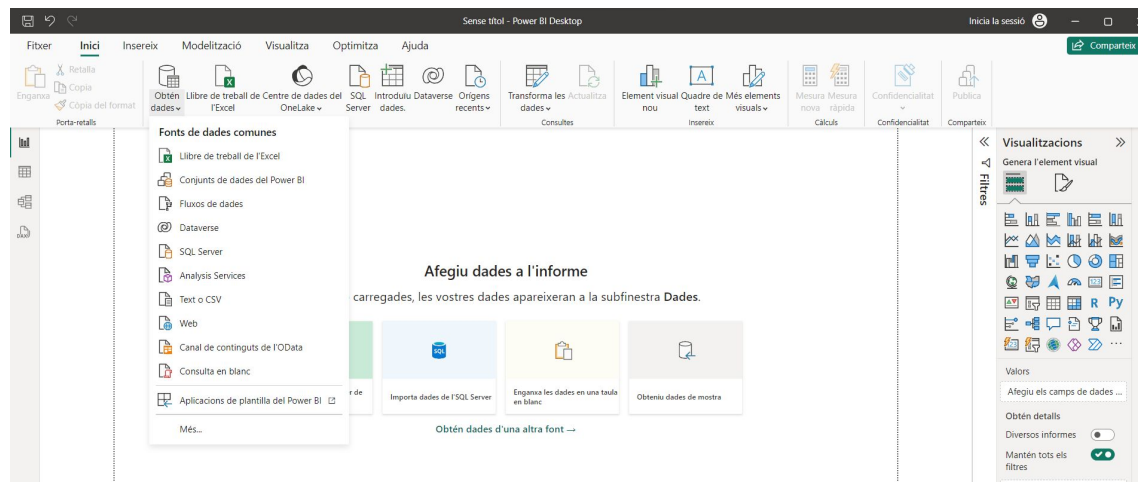 Sense títol - Power BI Desktop
Inicia la sessió
Fitxer Inici Insereix Modelització Visualitza Optimitza Ajuda
Comparteix
Enganxa
Retalla
Copia
Còpia del format
Porta-retalls
Obtén dades
Llibre de treball de l'Excel
Centre de dades del OneLake
SQL Server
Introduïu dades.
Dataverse
Orígens recents
Transforma les dades
Actualitza
Consultes
Element visual nou
Quadre de text
Més elements visuals
Insereix
Mesura nova
Mesura ràpida
Càlculs
Confidencialitat
Confidencialitat
Publica
Comparteix
Fonts de dades comunes
Llibre de treball de l'Excel
Conjunts de dades del Power BI
Fluxos de dades
Dataverse
SQL Server
Analysis Services
Text o CSV
Web
Canal de continguts de l'OData
Consulta en blanc
Aplicacions de plantilla del Power BI
Més...
Afegiu dades a l'informe
carregades, les vostres dades apareixeran a la subfinestra Dades.
r de
SQL
Importa dades de l'SQL Server
Enganxa les dades en una taula
en blanc
Obteniu dades de mostra
Obtén dades d'una altra font →
Filtres
Visualitzacions
Genera l'element visual
R Py
123
Valors
Afegiu els camps de dades ...
Obtén detalls
Diversos informes
Mantén tots els
filtres